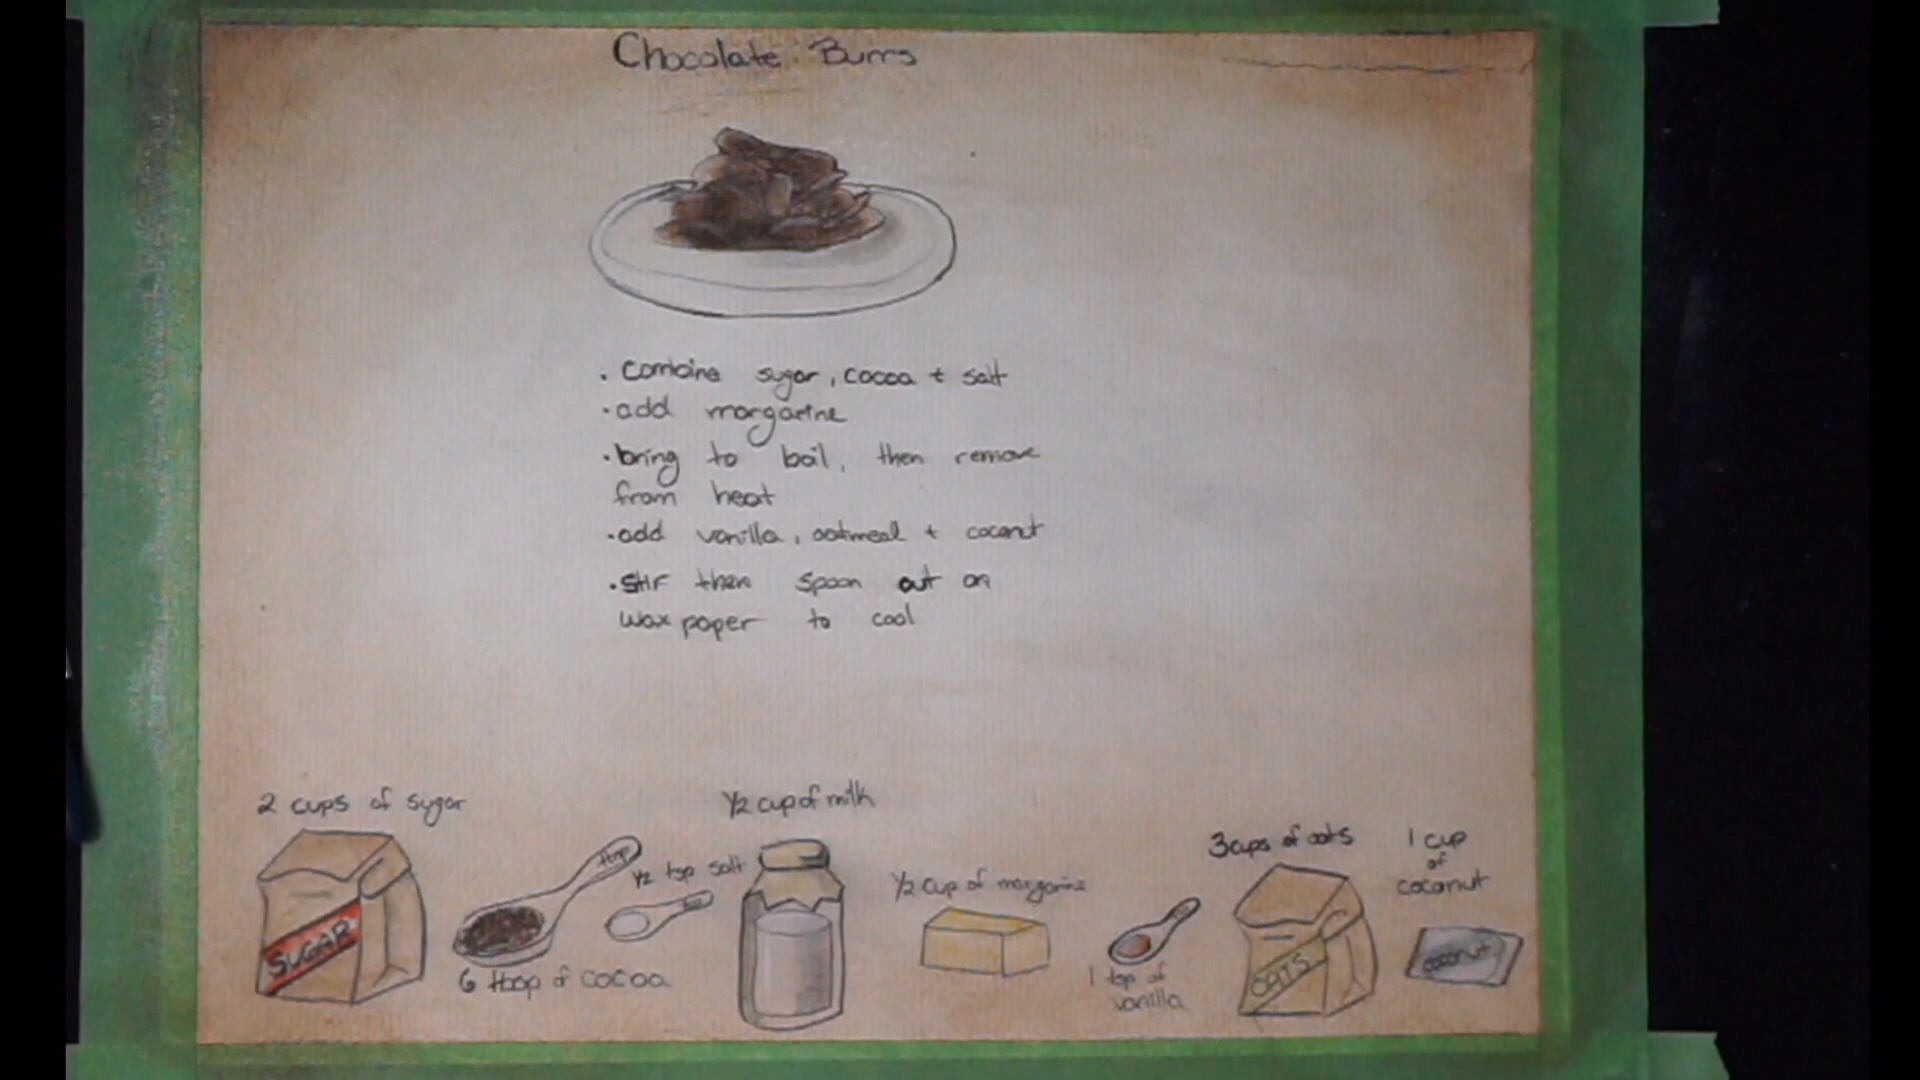 Chocolate Burrs
. Combine sugar, cocoa + salt
. add margarine
. bring to boil, then remove
from heat
. add vanilla, oatmeal + coconut
. stir then spoon out on
wax paper to cool
2 cups of sugar
SUGAR
tbsp
6 tbsp of cocoa
1/2 tsp salt
1/2 cup of milk
1/2 cup of margarine
1 tsp of
vanilla
3 cups of oats
OATS
1 cup
of
coconut
coconut